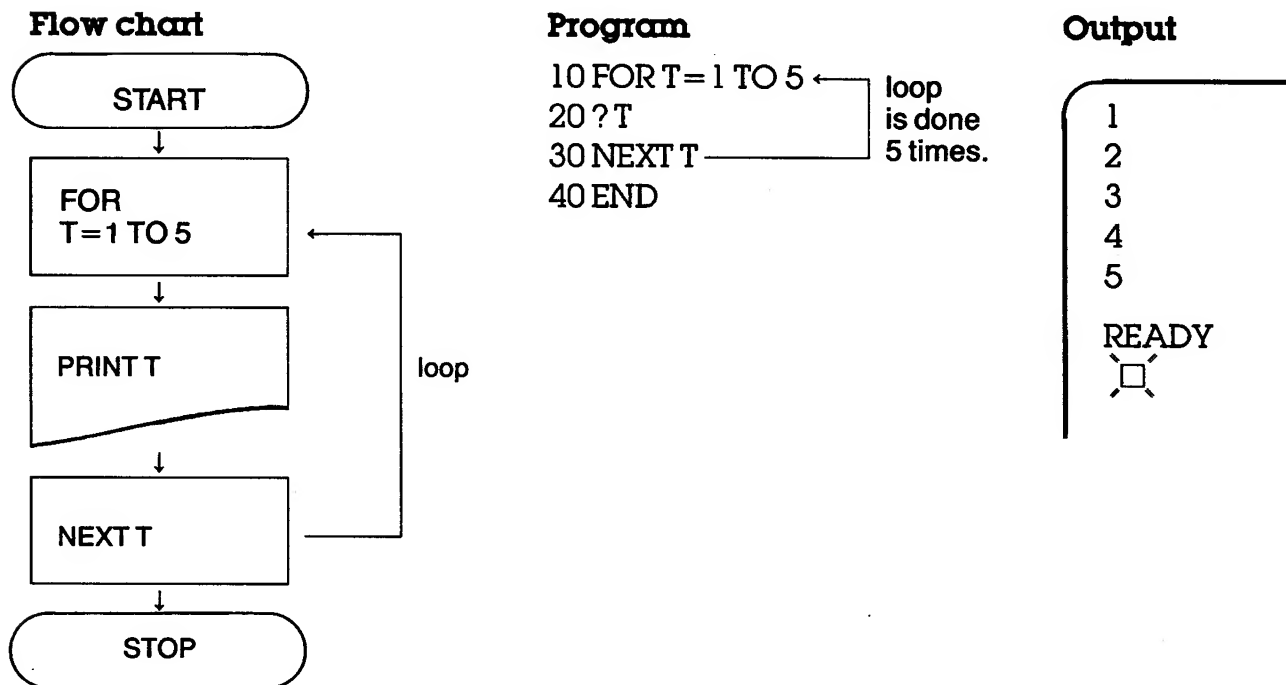 Flow chart
START
FOR
T=1 TO 5
PRINT T
NEXT T
STOP
loop
Program
10 FOR T=1 TO 5
20 ? T
30 NEXT T
40 END
loop
is done
5 times.
Output
1
2
3
4
5
READY